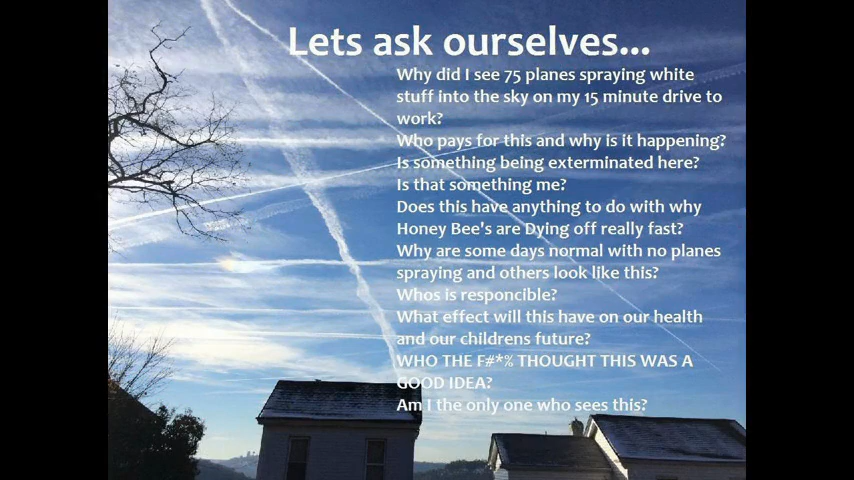 Lets ask ourselves...
Why did I see 75 planes spraying white
stuff into the sky on my 15 minute drive to
work?
Who pays for this and why is it happening?
Is something being exterminated here?
Is that something me?
Does this have anything to do with why
Honey Bee's are Dying off really fast?
Why are some days normal with no planes
spraying and others look like this?
Whos is responcible?
What effect will this have on our health
and our childrens future?
WHO THE F#*% THOUGHT THIS WAS A
GOOD IDEA?
Am I the only one who sees this?